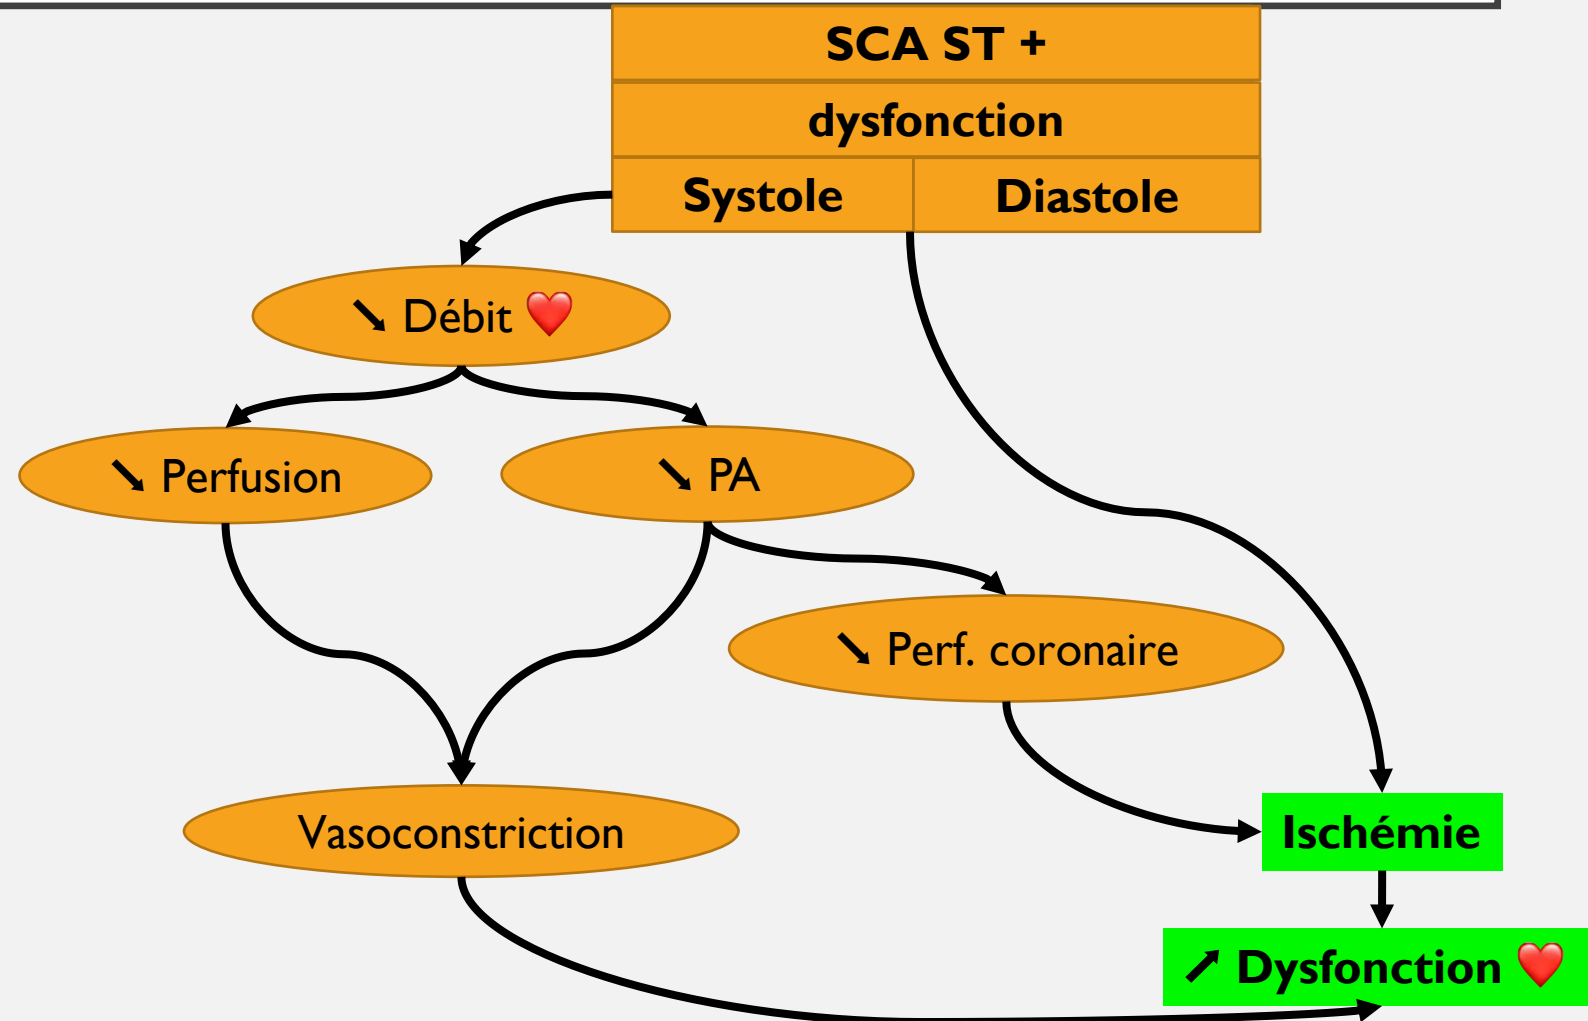 SCA ST +
dysfonction
Systole
Diastole
➘ Débit ❤️
➘ Perfusion
➘ PA
➘ Perf. coronaire
Vasoconstriction
Ischémie
➚ Dysfonction ❤️